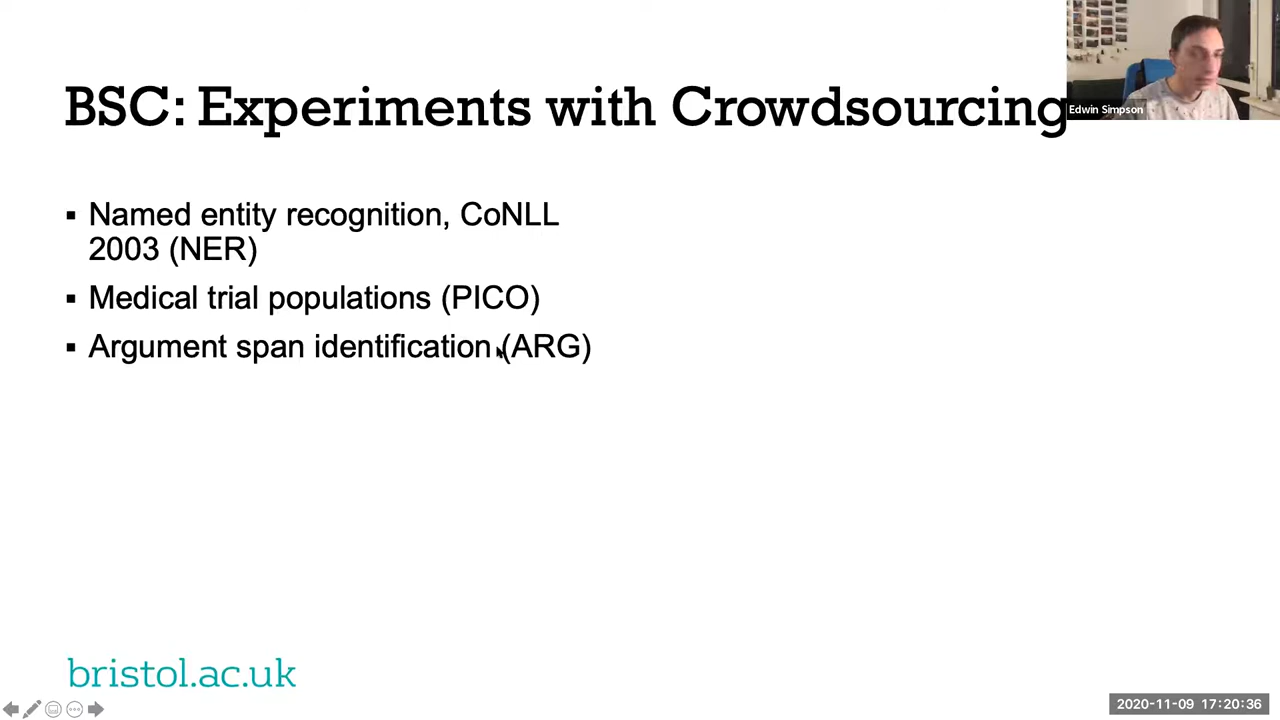 BSC: Experiments with Crowdsourcing
Edwin Simpson
▪ Named entity recognition, CoNLL
2003 (NER)
▪ Medical trial populations (PICO)
▪ Argument span identification (ARG)
bristol.ac.uk
2020-11-09 17:20:36